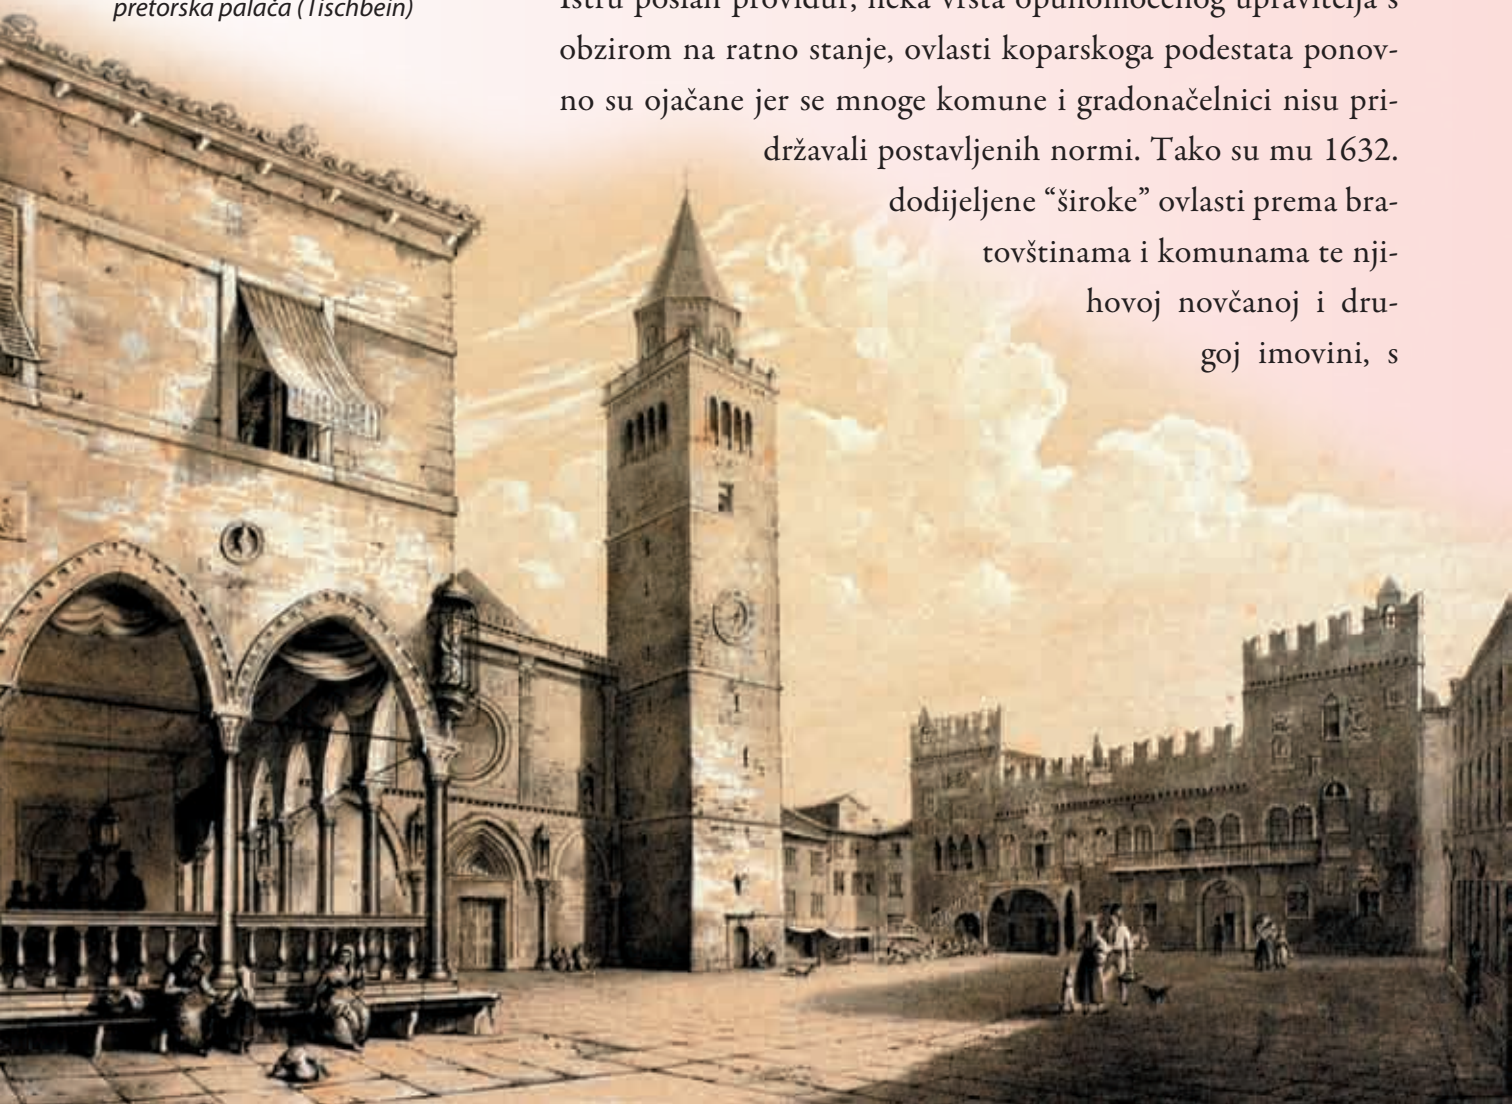 pretorska palača (Tischbein)
Istru poslan providur, neka vrsta opunomoćenog upravitelja s
obzirom na ratno stanje, ovlasti koparskoga podestata ponov-
no su ojačane jer se mnoge komune i gradonačelnici nisu pri-
državali postavljenih normi. Tako su mu 1632.
dodijeljene “široke” ovlasti prema bra-
tovštinama i komunama te nji-
hovoj novčanoj i dru-
goj imovini, s